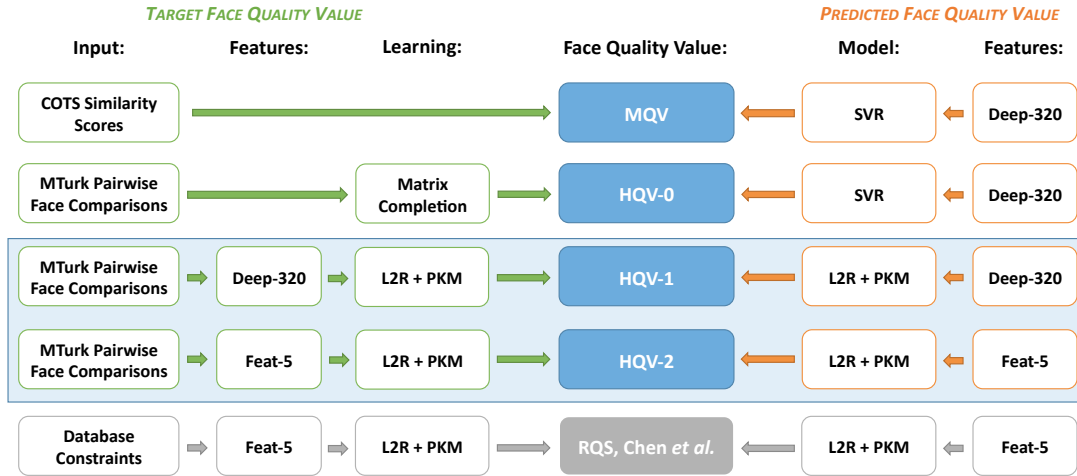 TARGET FACE QUALITY VALUE
PREDICTED FACE QUALITY VALUE
Input:
Features:
Learning:
Face Quality Value:
Model:
Features:
COTS Similarity
Scores
MQV
SVR
Deep-320
MTurk Pairwise
Face Comparisons
Matrix
Completion
HQV-0
SVR
Deep-320
MTurk Pairwise
Face Comparisons
Deep-320
L2R + PKM
HQV-1
L2R + PKM
Deep-320
MTurk Pairwise
Face Comparisons
Feat-5
L2R + PKM
HQV-2
L2R + PKM
Feat-5
Database
Constraints
Feat-5
L2R + PKM
RQS, Chen et al.
L2R + PKM
Feat-5